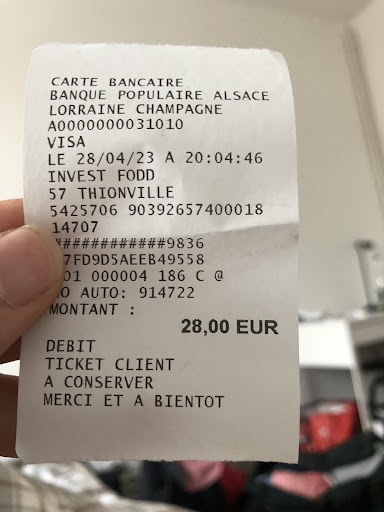 CARTE BANCAIRE
BANQUE POPULAIRE ALSACE
LORRAINE CHAMPAGNE
A0000000031010
VISA
LE 28/04/23 A 20:04:46
INVEST FODD
57 THIONVILLE
5425706 90392657400018
14707
############9836
7FD9D5AEEB49558
01 000004 186 C @
O AUTO: 914722
MONTANT :
28,00 EUR
DEBIT
TICKET CLIENT
A CONSERVER
MERCI ET A BIENTOT